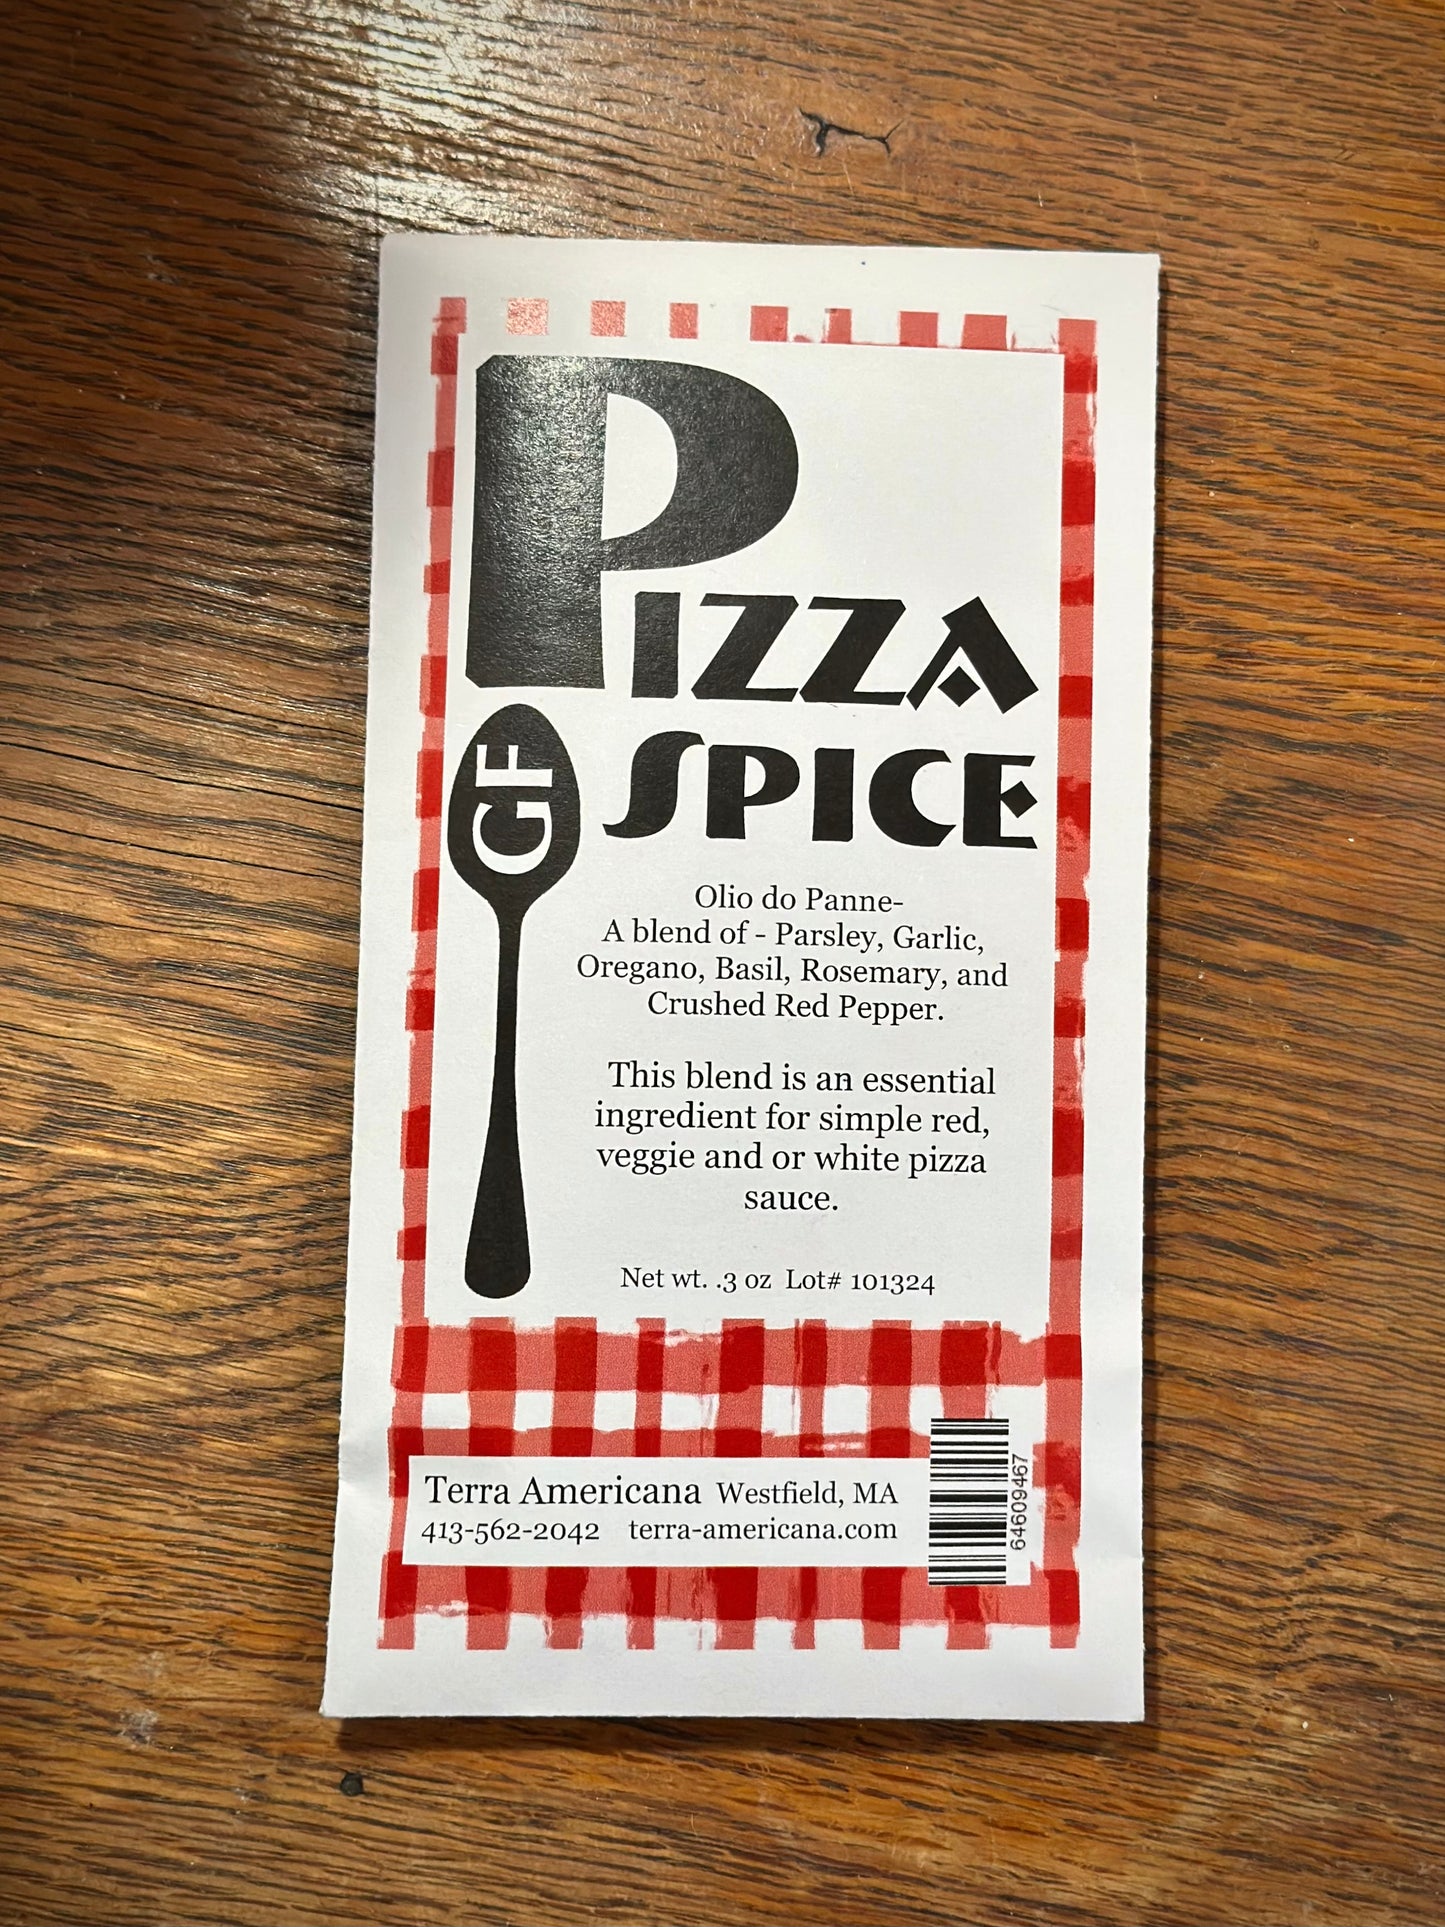 PIZZA
SPICE
GF
Olio do Panne-
A blend of - Parsley, Garlic,
Oregano, Basil, Rosemary, and
Crushed Red Pepper.
This blend is an essential
ingredient for simple red,
veggie and or white pizza
sauce.
Net wt. .3 oz Lot# 101324
Terra Americana Westfield, MA
413-562-2042 terra-americana.com
64609467